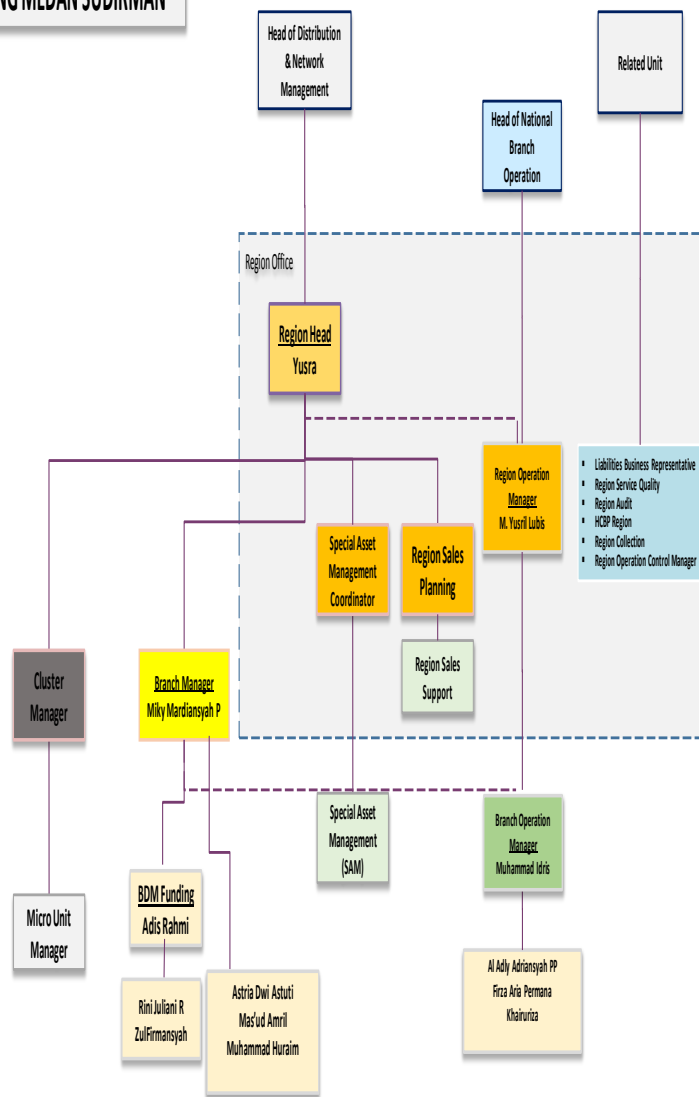 MEDAN SUDIRMAN
Head of Distribution
& Network
Management
Related Unit
Head of National
Branch
Operation
Region Office
Region Head
Yusra
Region Operation
Manager
M. Yusril Lubis
Liabilities Business Representative
Region Service Quality
Region Audit
HCBP Region
Region Collection
Region Operation Control Manager
Special Asset
Management
Coordinator
Region Sales
Planning
Region Sales
Support
Cluster
Manager
Branch Manager
Miky Mardiansyah P
Special Asset
Management
(SAM)
Branch Operation
Manager
Muhammad Idris
BDM Funding
Adis Rahmi
Micro Unit
Manager
Rini Juliani R
ZulFirmansyah
Astria Dwi Astuti
Mas'ud Amril
Muhammad Huraim
Al Adly Adriansyah PP
Firza Aria Permana
Khairuriza